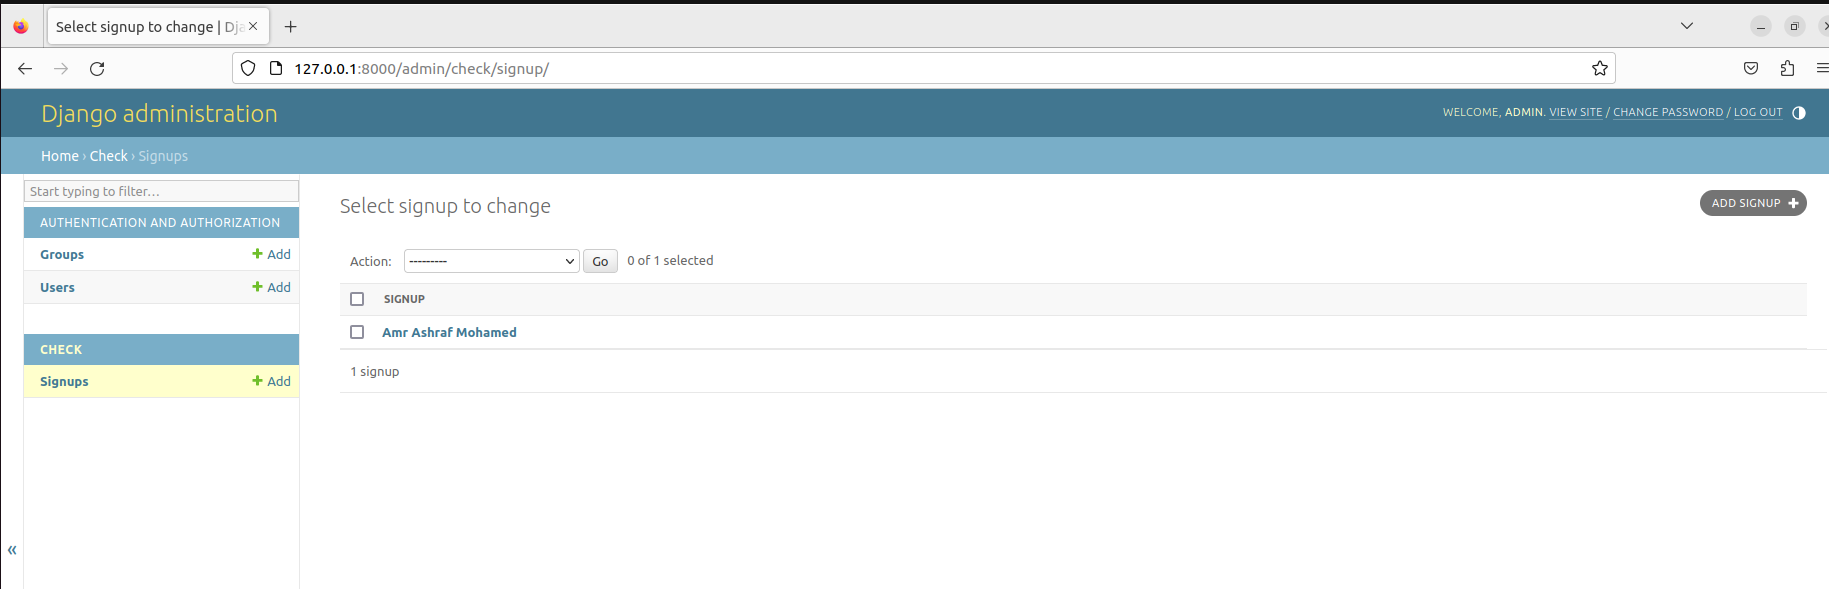 Select signup to change | Dja
127.0.0.1:8000/admin/check/signup/
Django administration
WELCOME, ADMIN. VIEW SITE / CHANGE PASSWORD / LOG OUT
Home › Check › Signups
Start typing to filter…
AUTHENTICATION AND AUTHORIZATION
Groups + Add
Users + Add
CHECK
Signups + Add
«
Select signup to change
ADD SIGNUP +
Action: --------- Go 0 of 1 selected
SIGNUP
Amr Ashraf Mohamed
1 signup